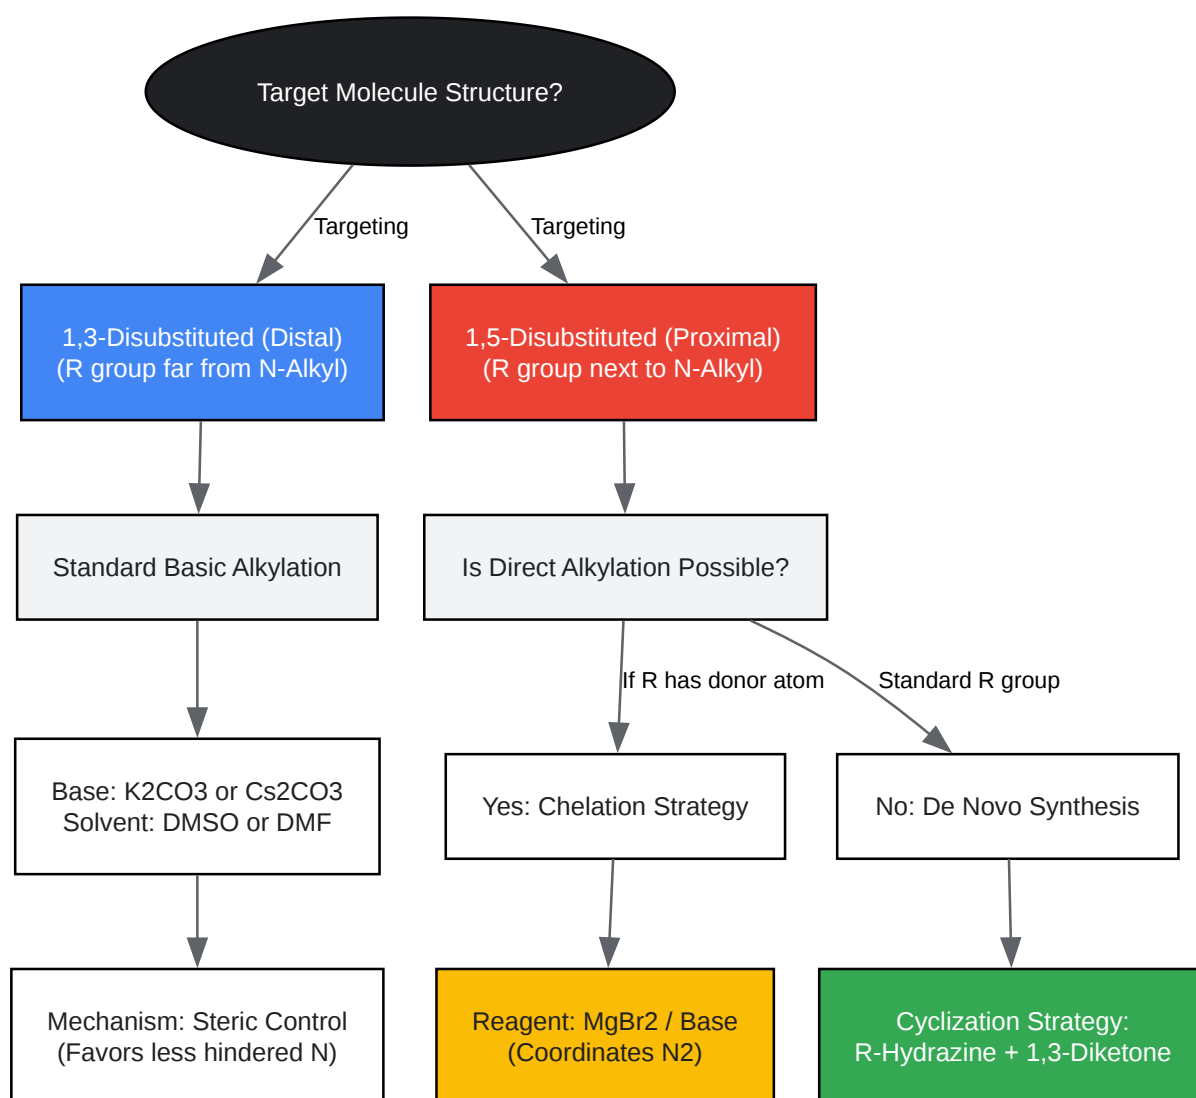 Target Molecule Structure?
Targeting
Targeting
1,3-Disubstituted (Distal)
(R group far from N-Alkyl)
1,5-Disubstituted (Proximal)
(R group next to N-Alkyl)
Standard Basic Alkylation
Is Direct Alkylation Possible?
If R has donor atom
Standard R group
Base: K2CO3 or Cs2CO3
Solvent: DMSO or DMF
Yes: Chelation Strategy
No: De Novo Synthesis
Mechanism: Steric Control
(Favors less hindered N)
Reagent: MgBr2 / Base
(Coordinates N2)
Cyclization Strategy:
R-Hydrazine + 1,3-Diketone